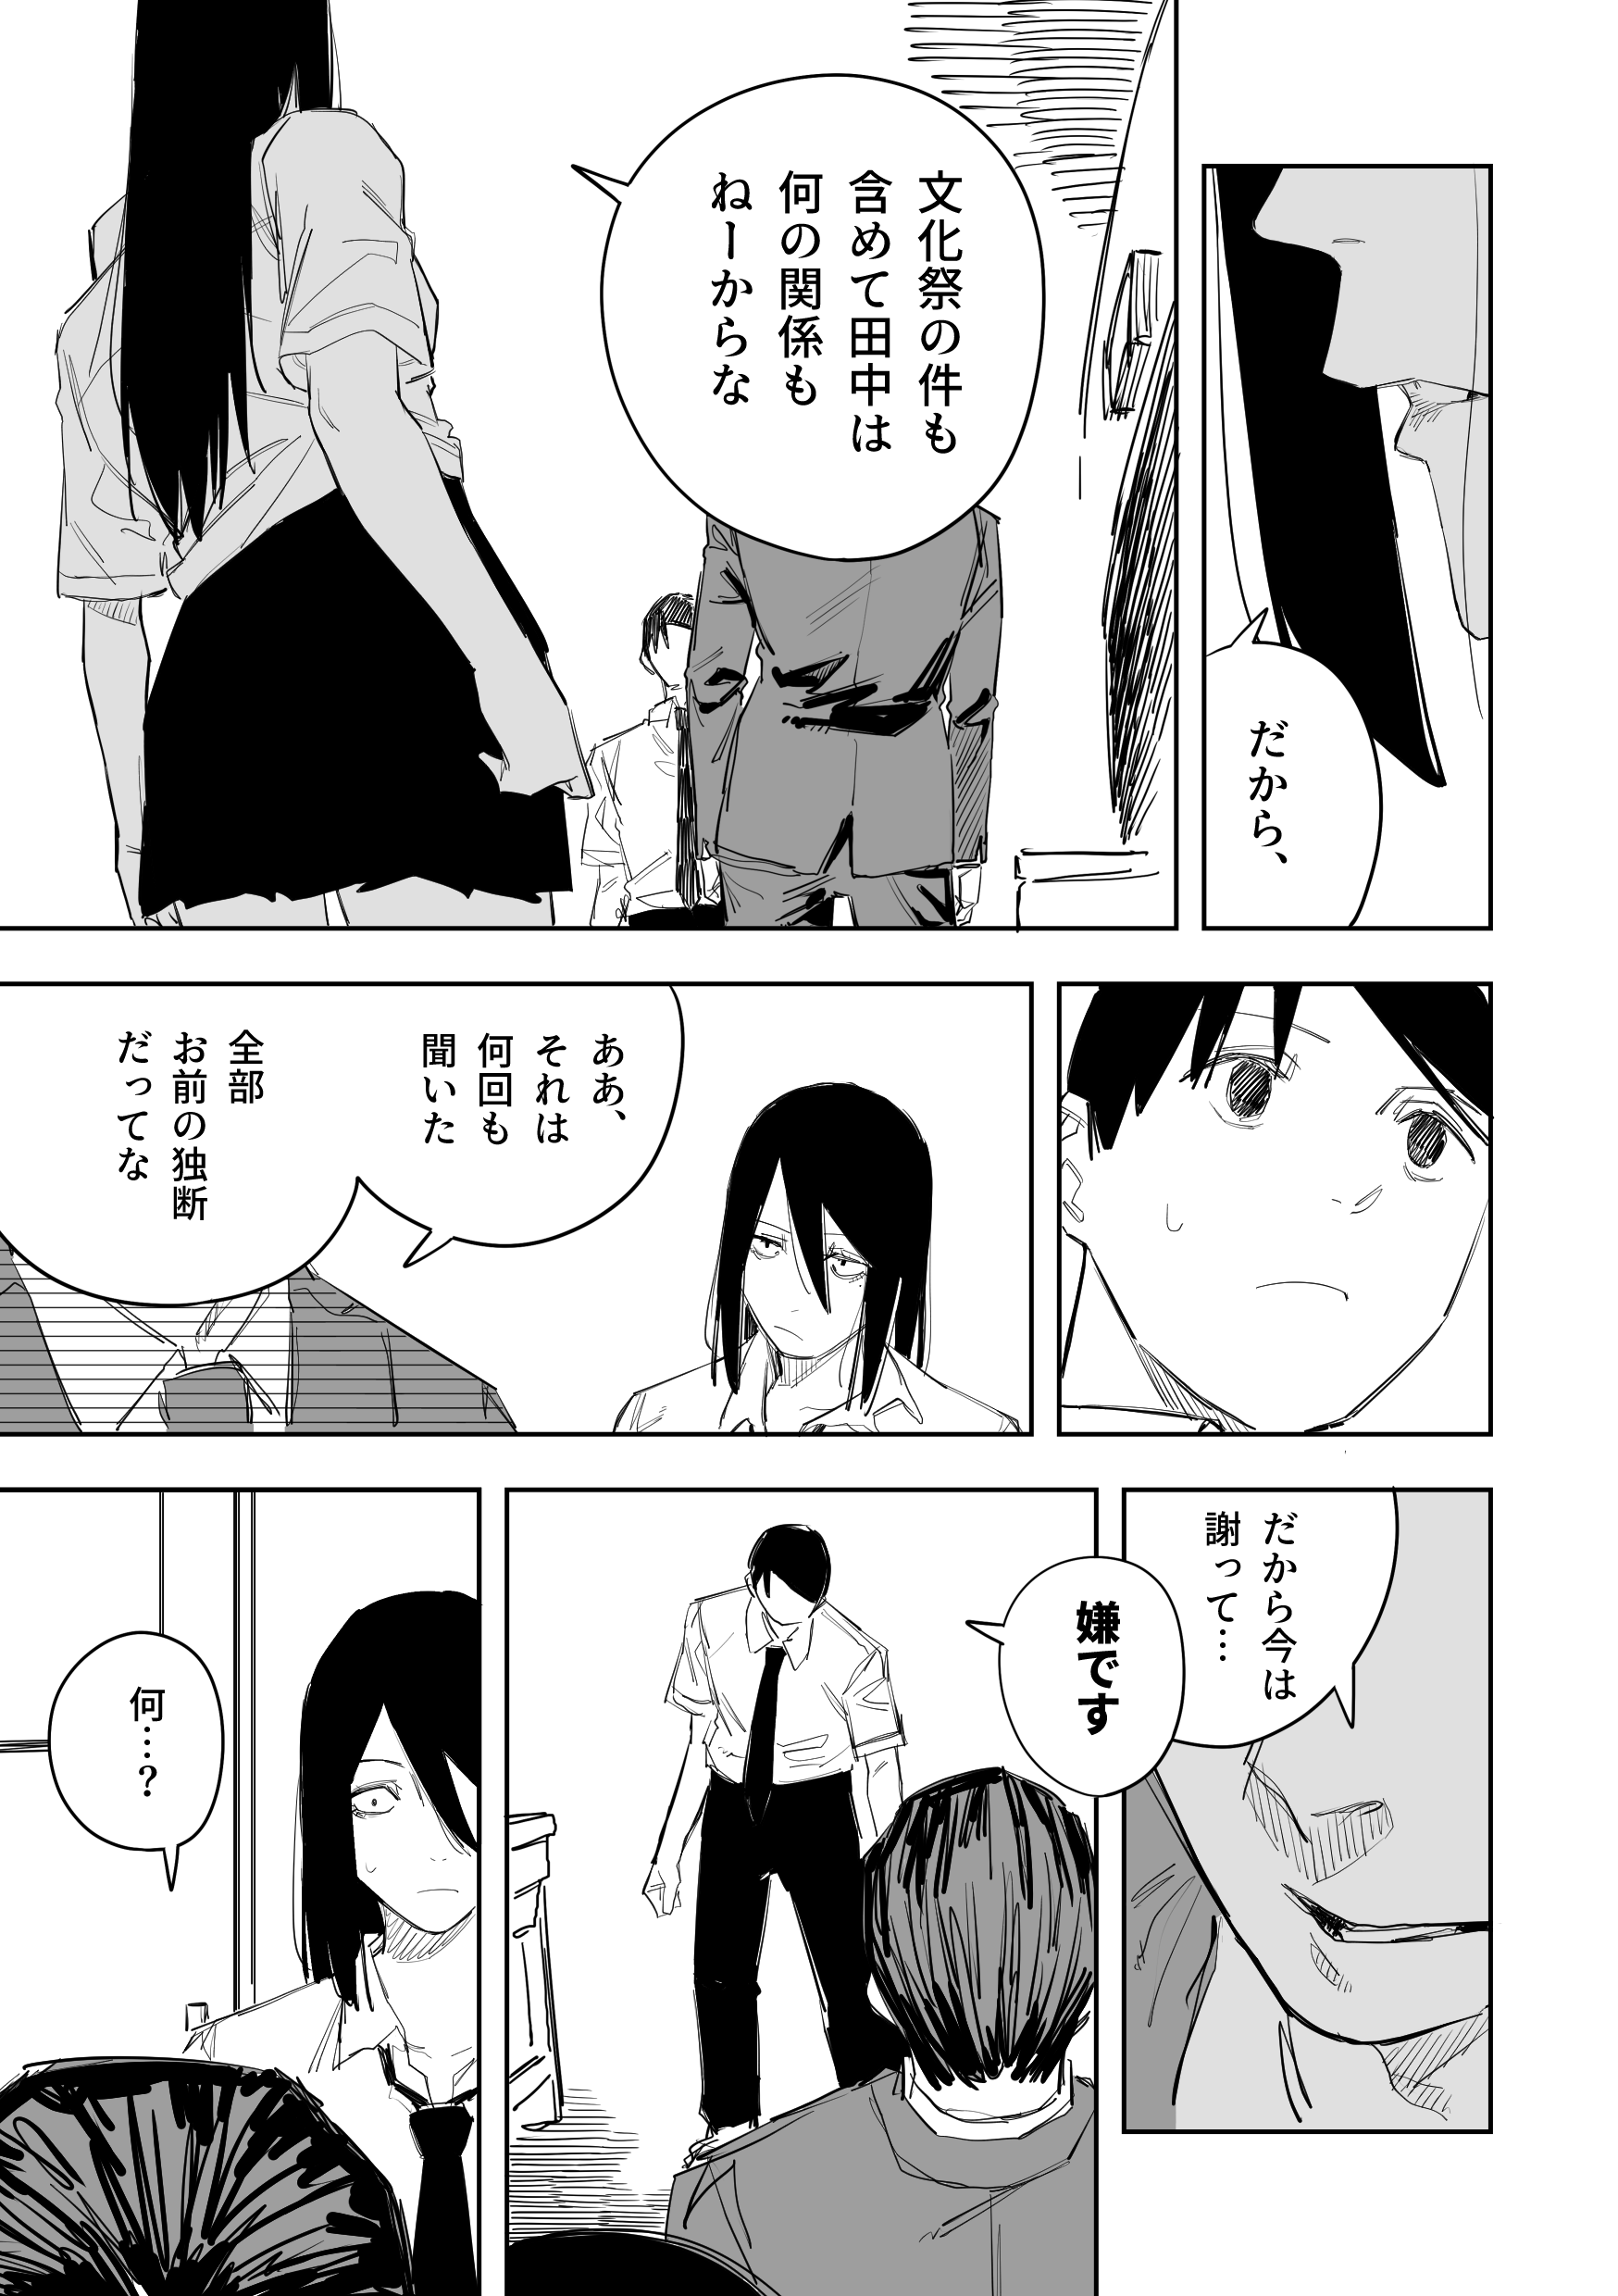 だから、
文化祭の件も
含めて田中は
何の関係も
ねーからな
ああ、
それは
何回も
聞いた
全部
お前の独断
だってな
だから今は
謝って…
嫌です
何……?